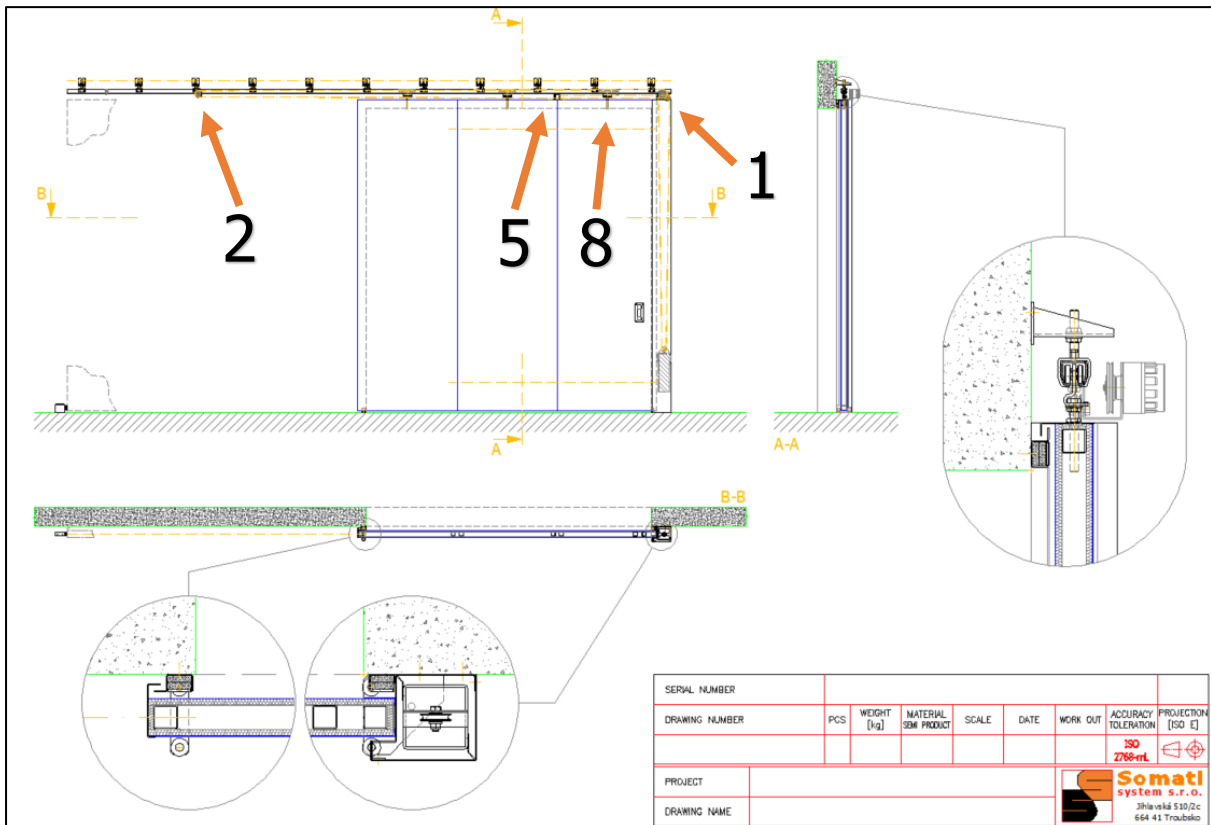 A
B
B
2
5
8
1
A
A-A
B-B
SERIAL NUMBER
DRAWING NUMBER
PCS
WEIGHT
[kg]
MATERIAL
SEMI PRODUCT
SCALE
DATE
WORK OUT
ACCURACY
TOLERATION
PROJECTION
[ISO E]
ISO
2768-mL
PROJECT
DRAWING NAME
Somati
system s.r.o.
Jihlavská 510/2c
664 41 Troubsko